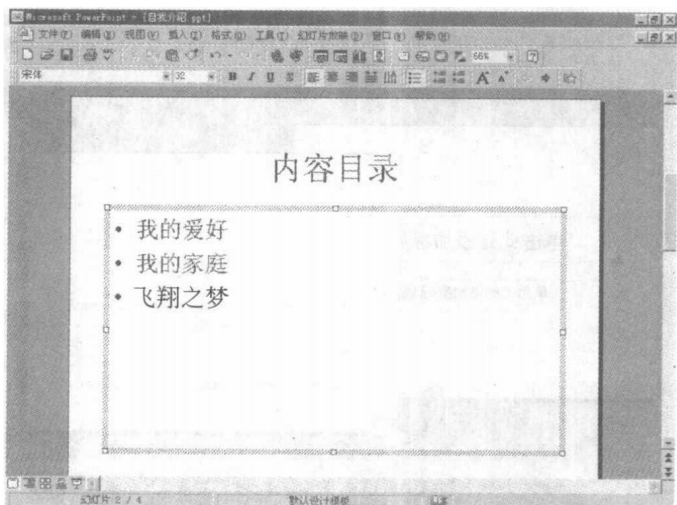 Microsoft PowerPoint - [自我介绍.ppt]
文件(F) 编辑(E) 视图(V) 插入(I) 格式(O) 工具(T) 幻灯片放映(D) 窗口(W) 帮助(H)
66%
宋体 32 B I U S
内容目录
• 我的爱好
• 我的家庭
• 飞翔之梦
幻灯片 2 / 4 默认设计模板